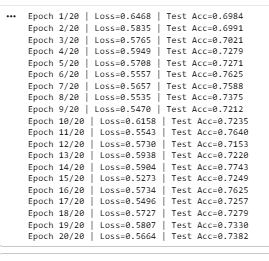 ••• Epoch 1/20 | Loss=0.6468 | Test Acc=0.6984
Epoch 2/20 | Loss=0.5835 | Test Acc=0.6991
Epoch 3/20 | Loss=0.5765 | Test Acc=0.7021
Epoch 4/20 | Loss=0.5949 | Test Acc=0.7279
Epoch 5/20 | Loss=0.5708 | Test Acc=0.7271
Epoch 6/20 | Loss=0.5557 | Test Acc=0.7625
Epoch 7/20 | Loss=0.5657 | Test Acc=0.7588
Epoch 8/20 | Loss=0.5535 | Test Acc=0.7375
Epoch 9/20 | Loss=0.5470 | Test Acc=0.7212
Epoch 10/20 | Loss=0.6158 | Test Acc=0.7235
Epoch 11/20 | Loss=0.5543 | Test Acc=0.7640
Epoch 12/20 | Loss=0.5730 | Test Acc=0.7153
Epoch 13/20 | Loss=0.5938 | Test Acc=0.7220
Epoch 14/20 | Loss=0.5904 | Test Acc=0.7743
Epoch 15/20 | Loss=0.5273 | Test Acc=0.7249
Epoch 16/20 | Loss=0.5734 | Test Acc=0.7625
Epoch 17/20 | Loss=0.5496 | Test Acc=0.7257
Epoch 18/20 | Loss=0.5727 | Test Acc=0.7279
Epoch 19/20 | Loss=0.5807 | Test Acc=0.7330
Epoch 20/20 | Loss=0.5664 | Test Acc=0.7382